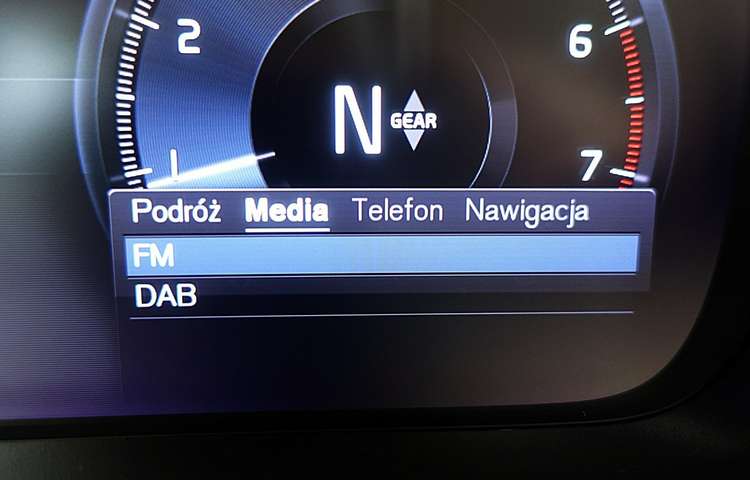 2
6
N GEAR
1
7
Podróż Media Telefon Nawigacja
FM
DAB